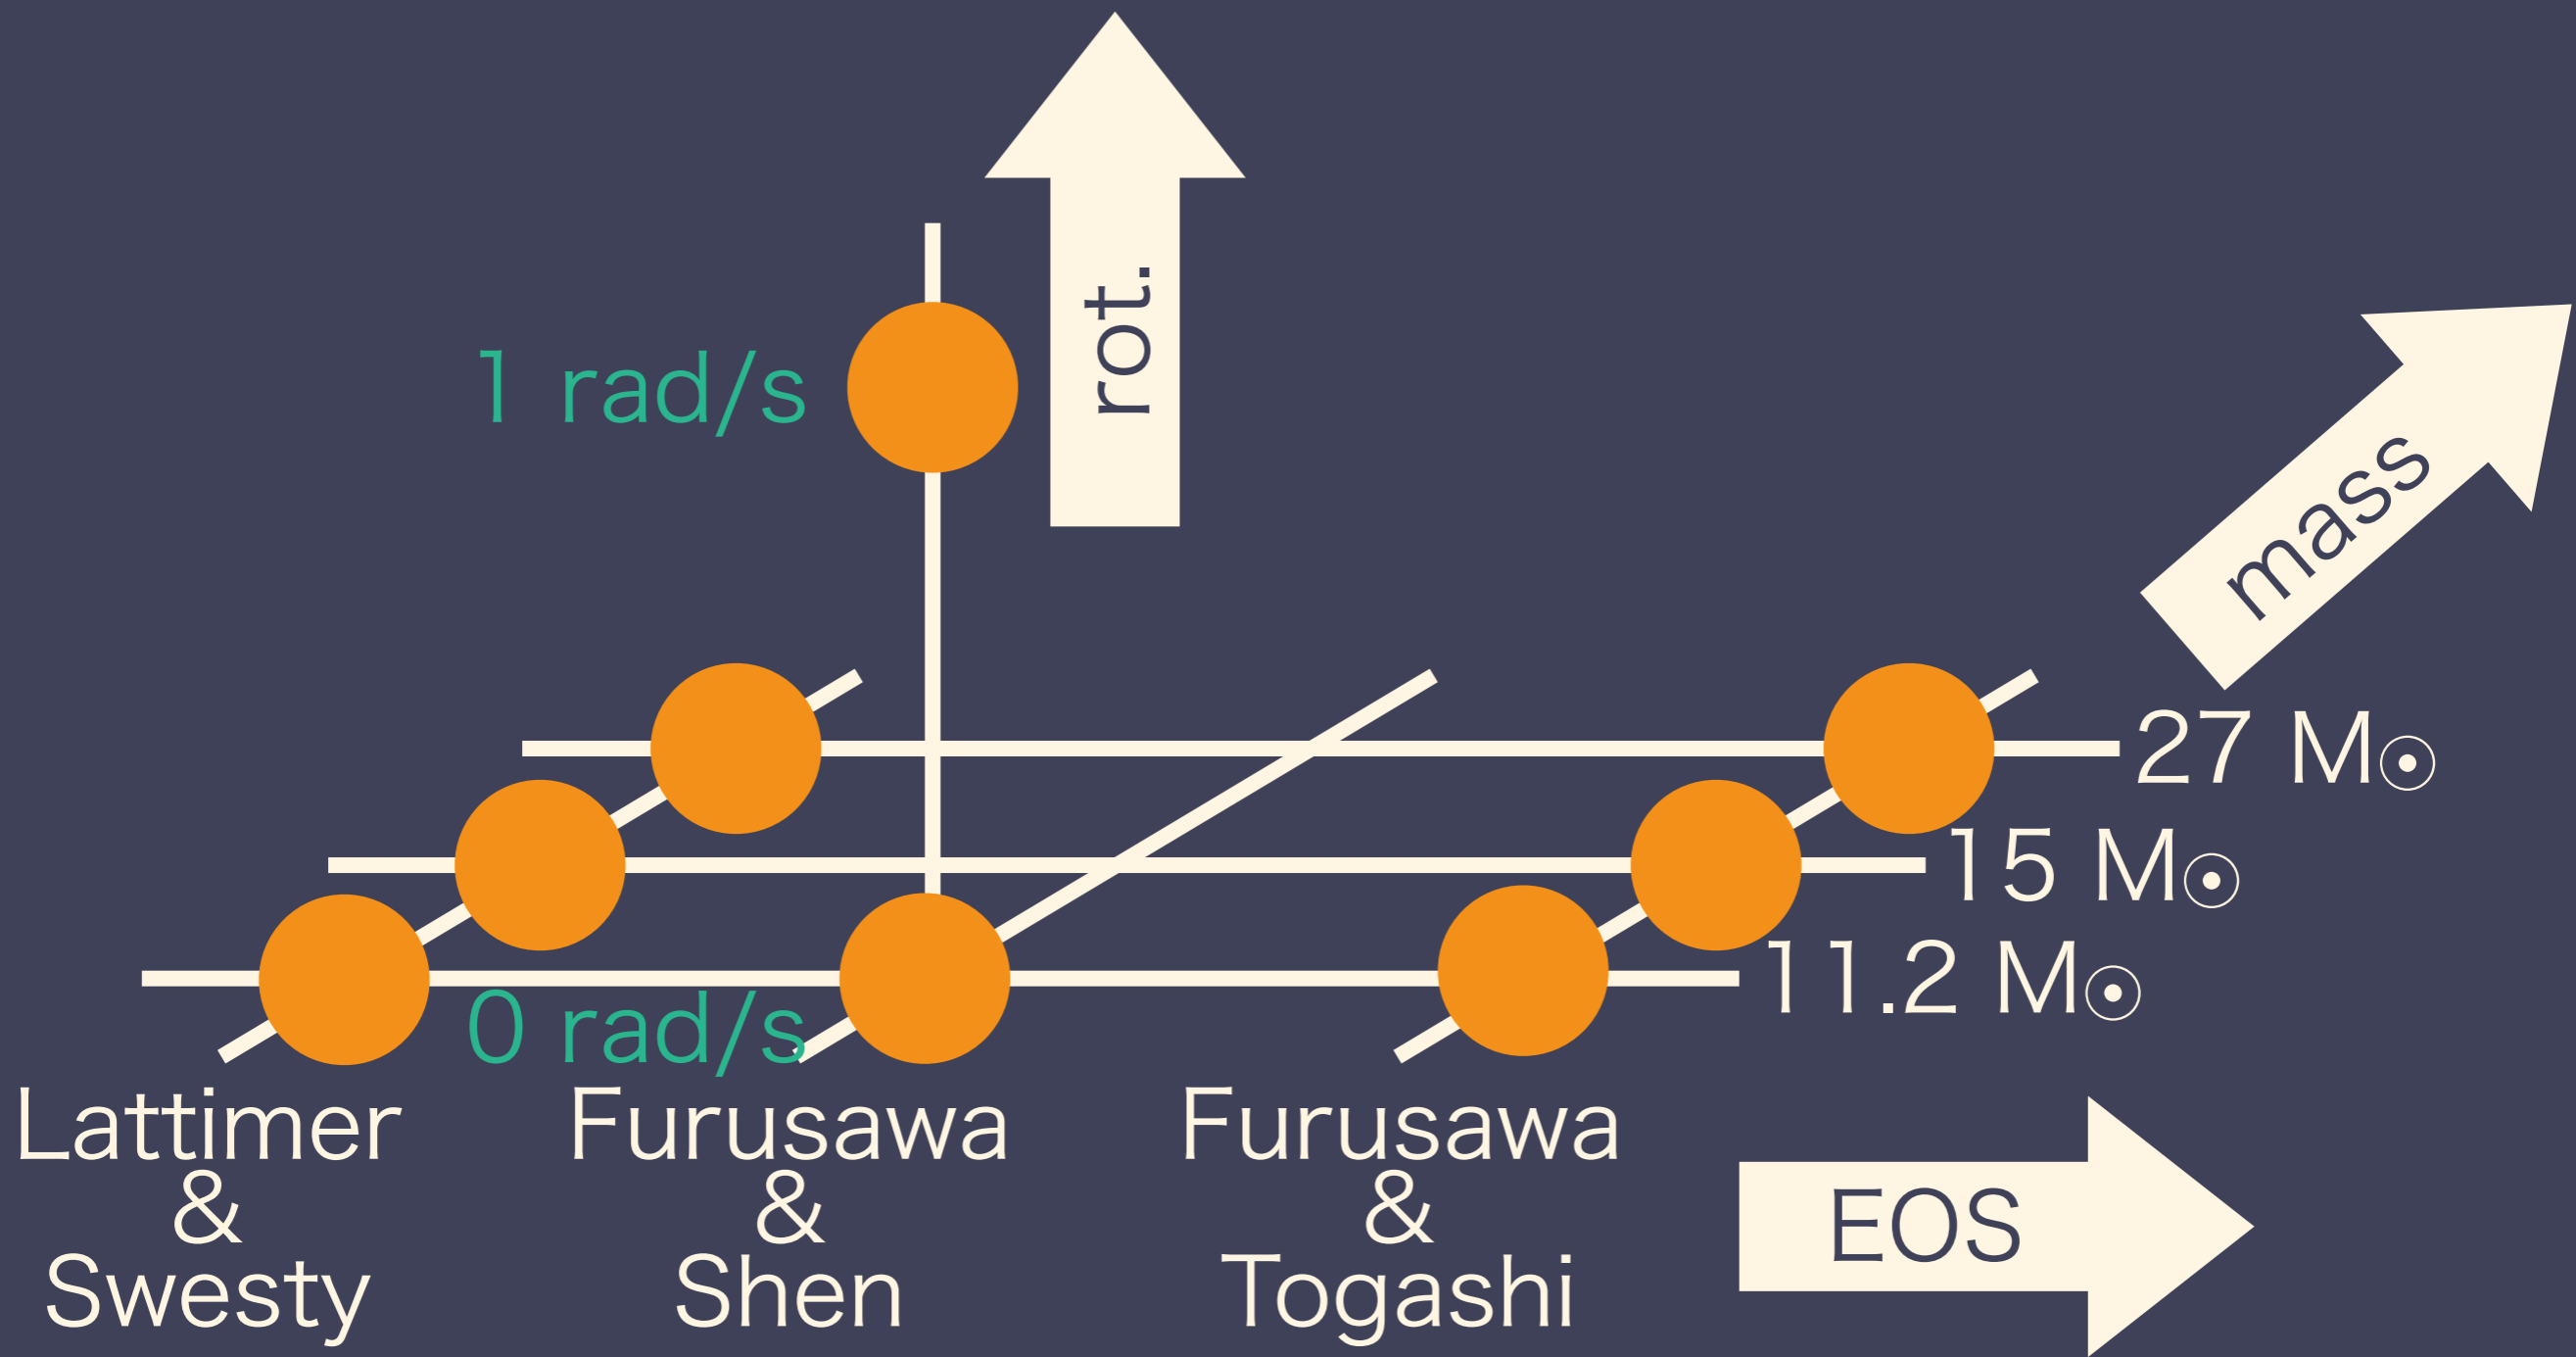 rot.
1 rad/s
mass
27 M☉
15 M☉
11.2 M☉
0 rad/s
Lattimer
&
Swesty
Furusawa
&
Shen
Furusawa
&
Togashi
EOS